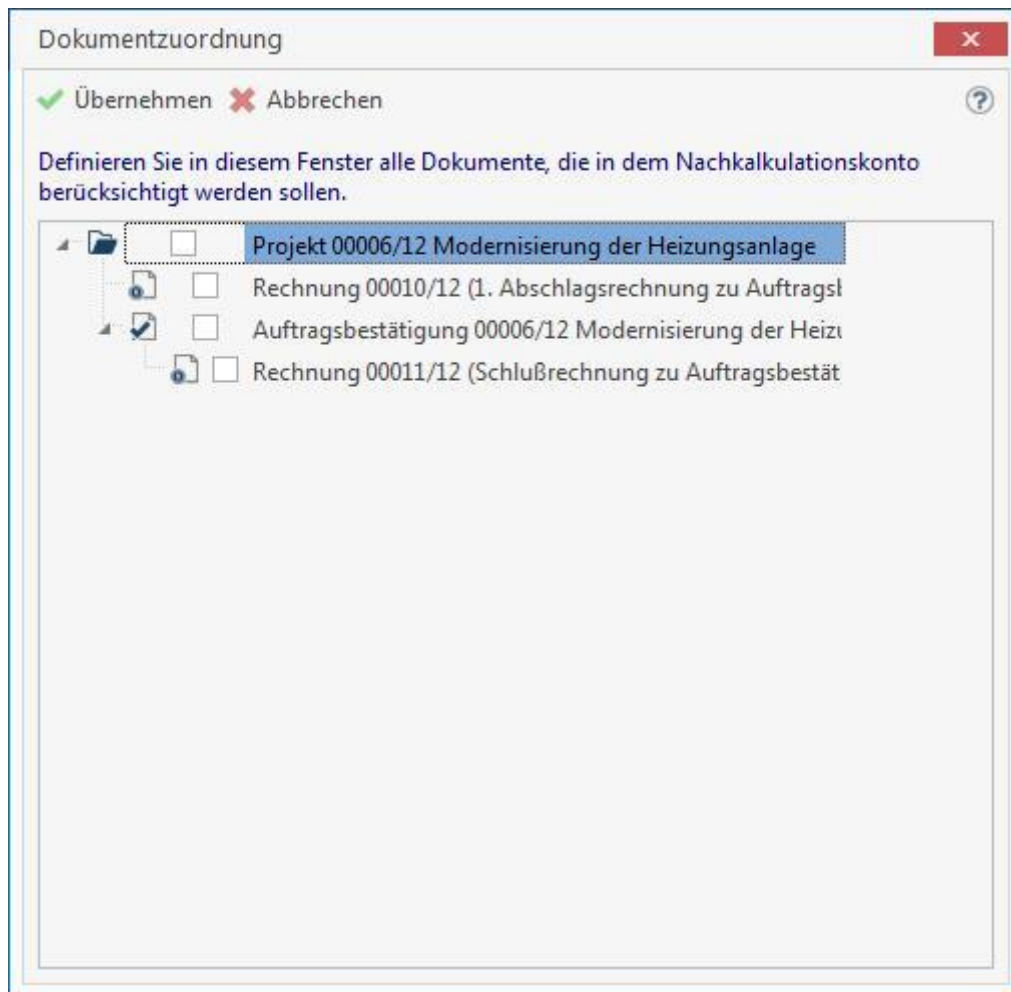 Dokumentzuordnung
Übernehmen Abbrechen
Definieren Sie in diesem Fenster alle Dokumente, die in dem Nachkalkulationskonto
berücksichtigt werden sollen.
Projekt 00006/12 Modernisierung der Heizungsanlage
Rechnung 00010/12 (1. Abschlagsrechnung zu Auftrags
Auftragsbestätigung 00006/12 Modernisierung der Heizu
Rechnung 00011/12 (Schlußrechnung zu Auftragsbestät